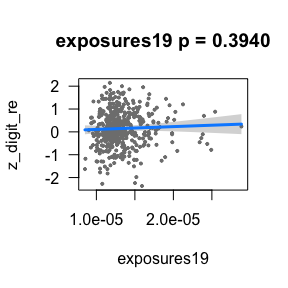 exposures19 p = 0.3940
z_digit_re
2
1
0
-1
-2
1.0e-05 2.0e-05
exposures19